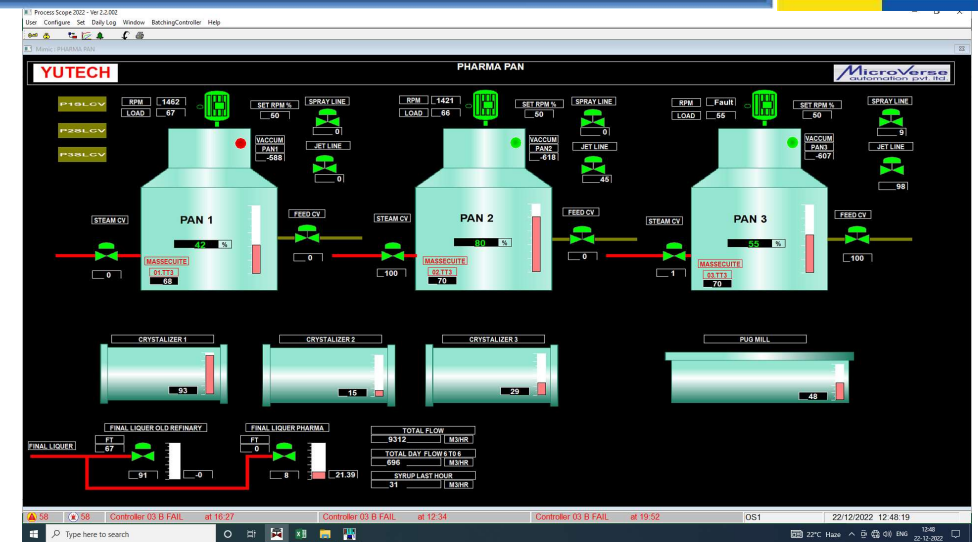 Process Scope 2022 - Ver 2.2.002
User Configure Set Daily Log Window BatchingController Help
Mimic : PHARMA PAN
YUTECH
PHARMA PAN
MicroVerse
automation pvt. ltd.
P1SLCV
P2SLCV
P3SLCV
RPM 1462
LOAD 67
SET RPM %
50
SPRAY LINE
0
VACCUM
PAN1
-588
JET LINE
0
STEAM CV
0
PAN 1
42 %
MASSECUITE
01.TT3
68
FEED CV
0
RPM 1421
LOAD 66
SET RPM %
50
SPRAY LINE
0
VACCUM
PAN2
-618
JET LINE
45
STEAM CV
100
PAN 2
80 %
MASSECUITE
02.TT3
70
FEED CV
0
RPM Fault
LOAD 55
SET RPM %
50
SPRAY LINE
9
VACCUM
PAN3
-607
JET LINE
98
STEAM CV
1
PAN 3
55 %
MASSECUITE
03.TT3
70
FEED CV
100
CRYSTALIZER 1
93
CRYSTALIZER 2
15
CRYSTALIZER 3
29
PUG MILL
48
FINAL LIQUER
FINAL LIQUER OLD REFINARY
FT
67
91
-0
FINAL LIQUER PHARMA
FT
0
8
21.39
TOTAL FLOW
9312 M3/HR
TOTAL DAY FLOW 6 T0 6
696 M3/HR
SYRUP LAST HOUR
31 M3/HR
58 58 Controller 03 B FAIL at 16:27 Controller 03 B FAIL at 12:34 Controller 03 B FAIL at 19:52 OS1 22/12/2022 12:48:19
Type here to search
22°C Haze ENG
12:48
22-12-2022